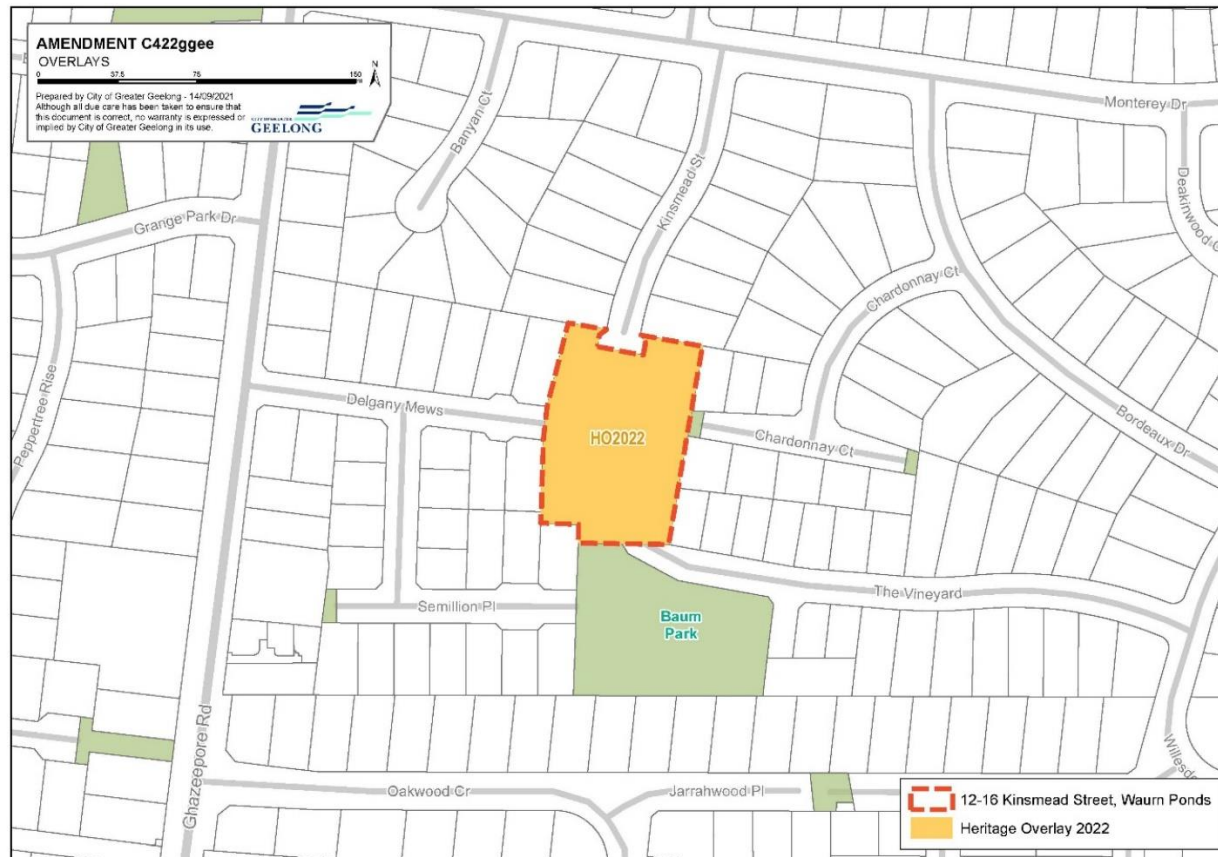 AMENDMENT C422ggee
OVERLAYS
0 37.5 75 150
N
Prepared by City of Greater Geelong - 14/09/2021
Although all due care has been taken to ensure that
this document is correct, no warranty is expressed or
implied by City of Greater Geelong in its use.
GEELONG
Banyan Ct
Kinsmead St
Monterey Dr
Grange Park Dr
Chardonnay Ct
Peppertree Rise
Delgany Mews
HO2022
Chardonnay Ct
Bordeaux Dr
The Vineyard
Semillion Pl
Baum
Park
Ghazeepore Rd
Oakwood Cr
Jarrahwood Pl
12-16 Kinsmead Street, Waurn Ponds
Heritage Overlay 2022